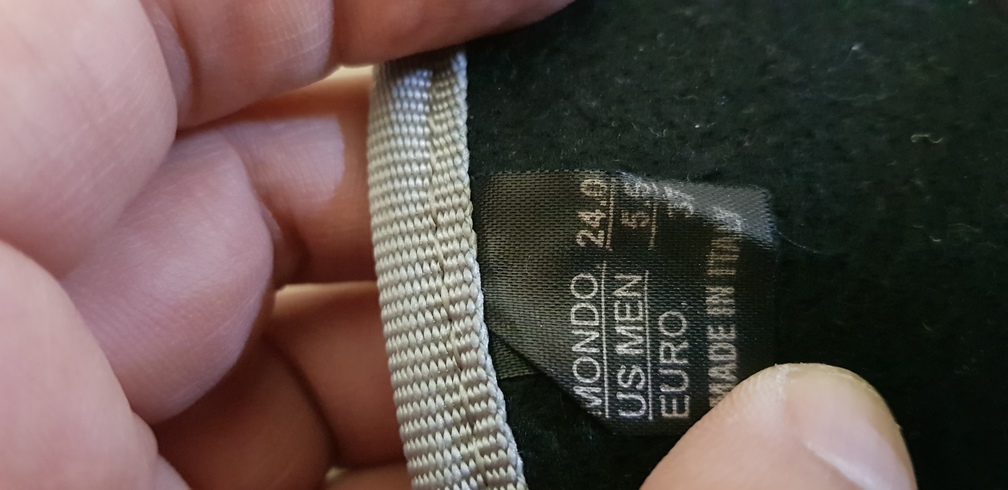 MONDO 24.0
US MEN 5.5
EURO.
MADE IN ITALY